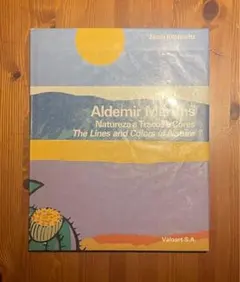 Aldemir Martins
Natureza a Traços e Cores
The Lines and Colors of Nature
Valoart S.A.